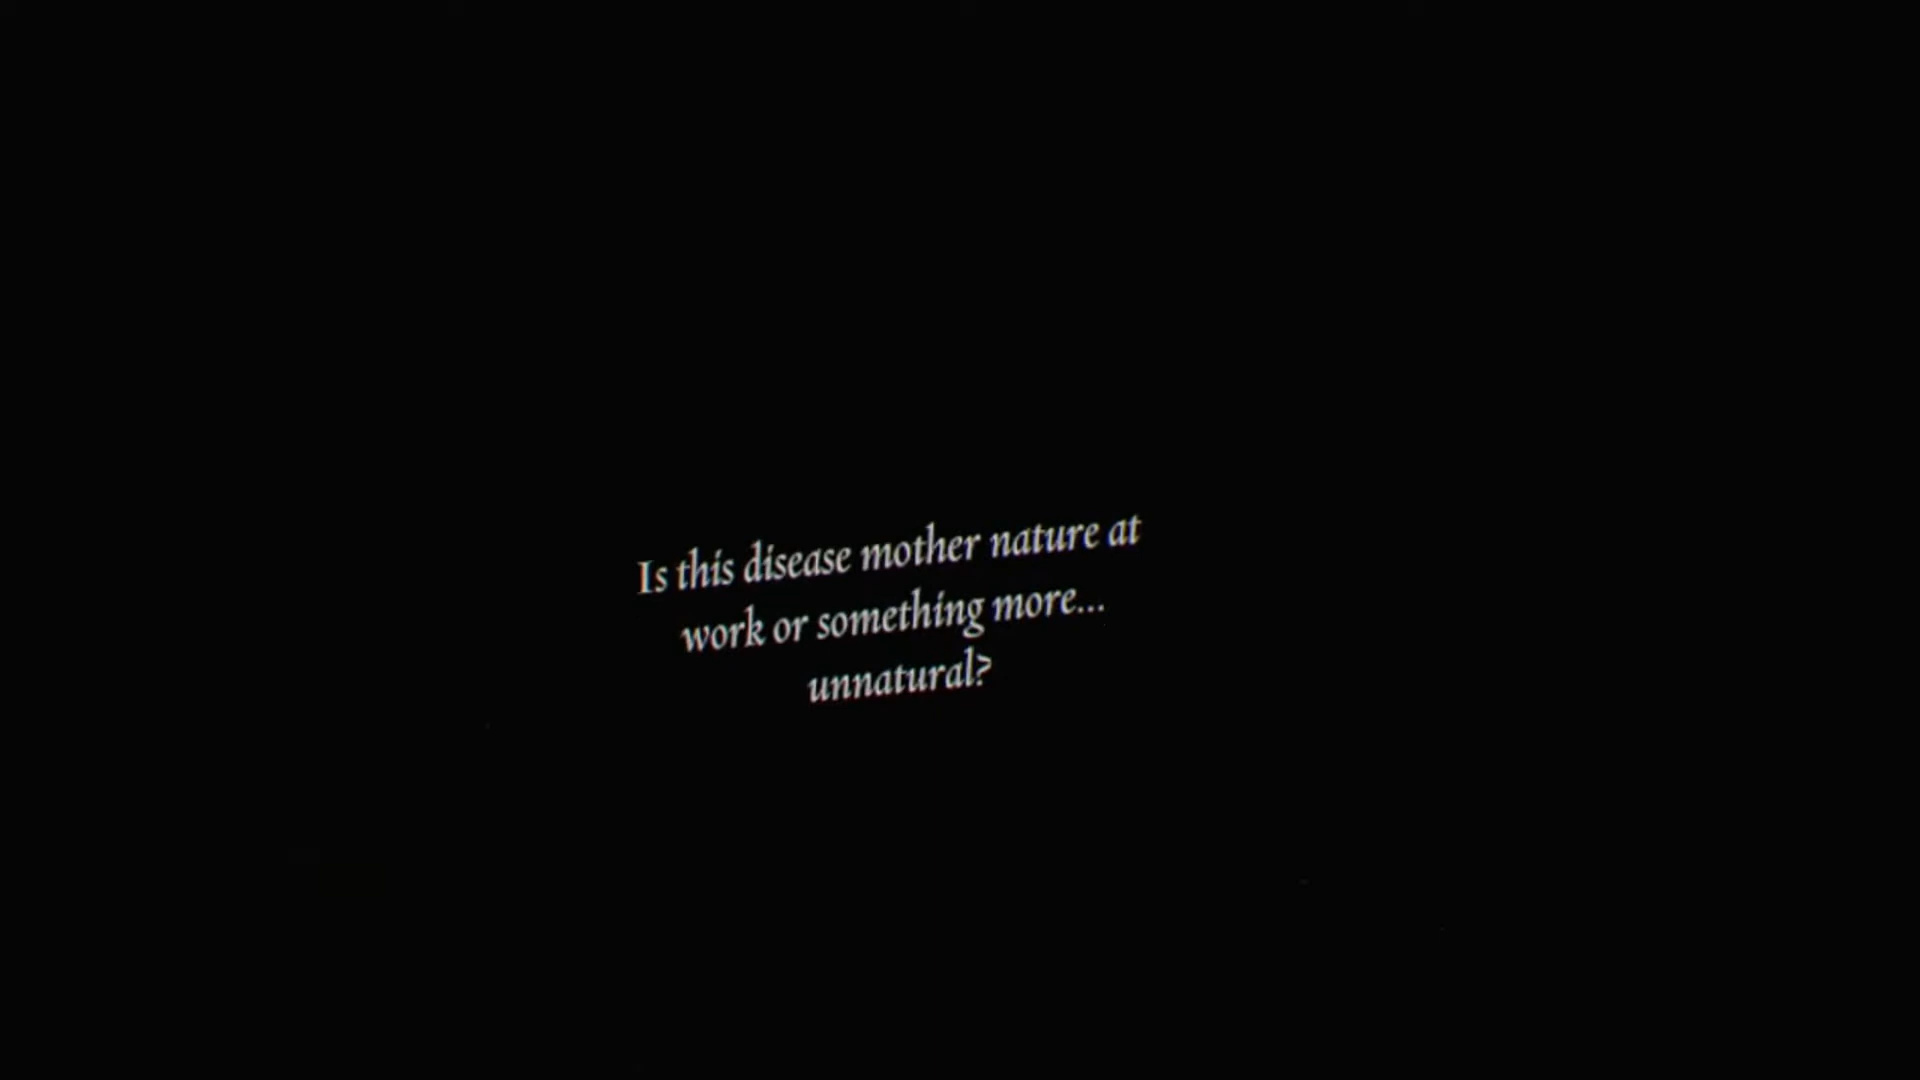 Is this disease mother nature at
work or something more...
unnatural?